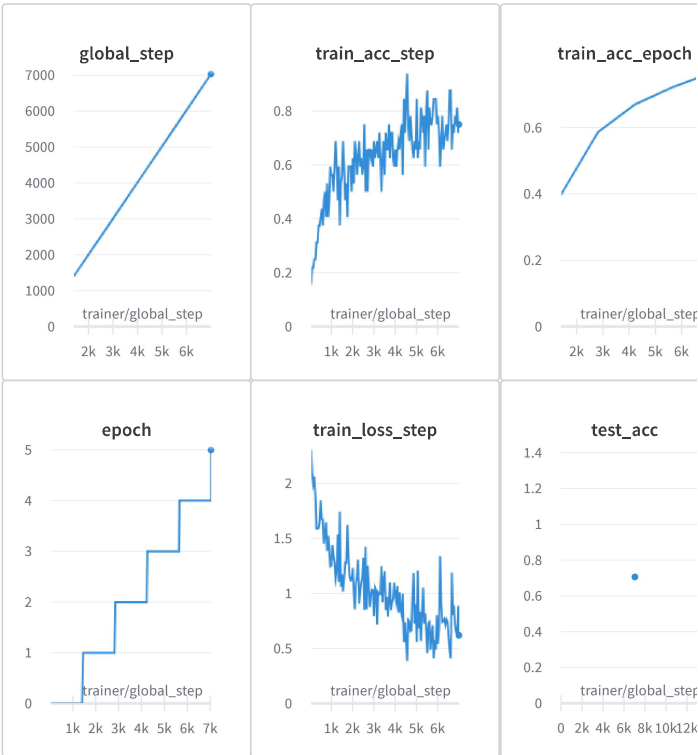 global_step
7000
6000
5000
4000
3000
2000
1000
0
trainer/global_step
2k 3k 4k 5k 6k
train_acc_step
0.8
0.6
0.4
0.2
0
trainer/global_step
1k 2k 3k 4k 5k 6k
train_acc_epoch
0.6
0.4
0.2
0
trainer/global_step
2k 3k 4k 5k 6k
epoch
5
4
3
2
1
0
trainer/global_step
1k 2k 3k 4k 5k 6k 7k
train_loss_step
2
1.5
1
0.5
0
trainer/global_step
1k 2k 3k 4k 5k 6k
test_acc
1.4
1.2
1
0.8
0.6
0.4
0.2
0
trainer/global_step
0 2k 4k 6k 8k 10k 12k